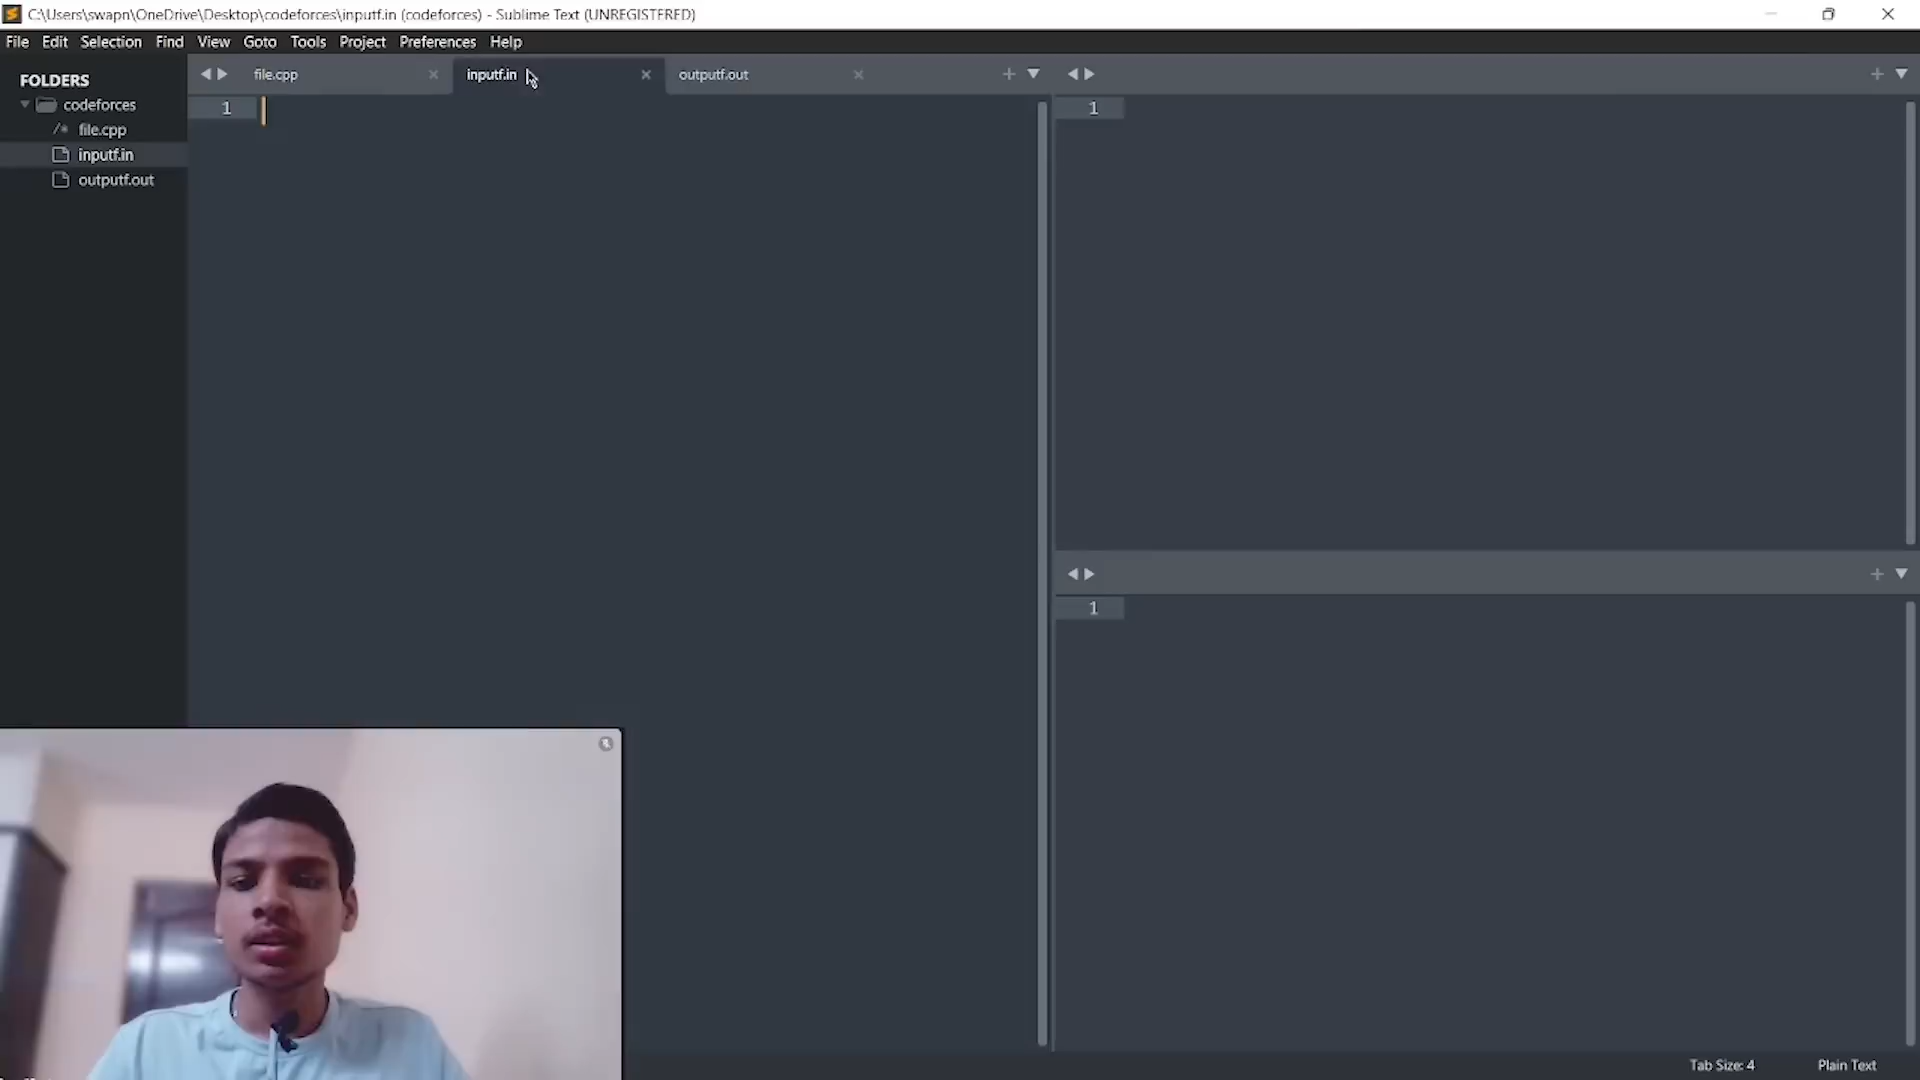 C:\Users\swapn\OneDrive\Desktop\codeforces\inputf.in (codeforces) - Sublime Text (UNREGISTERED)
File Edit Selection Find View Goto Tools Project Preferences Help
FOLDERS
codeforces
/* file.cpp
inputf.in
outputf.out
file.cpp inputf.in outputf.out
1
1
1
Tab Size: 4 Plain Text